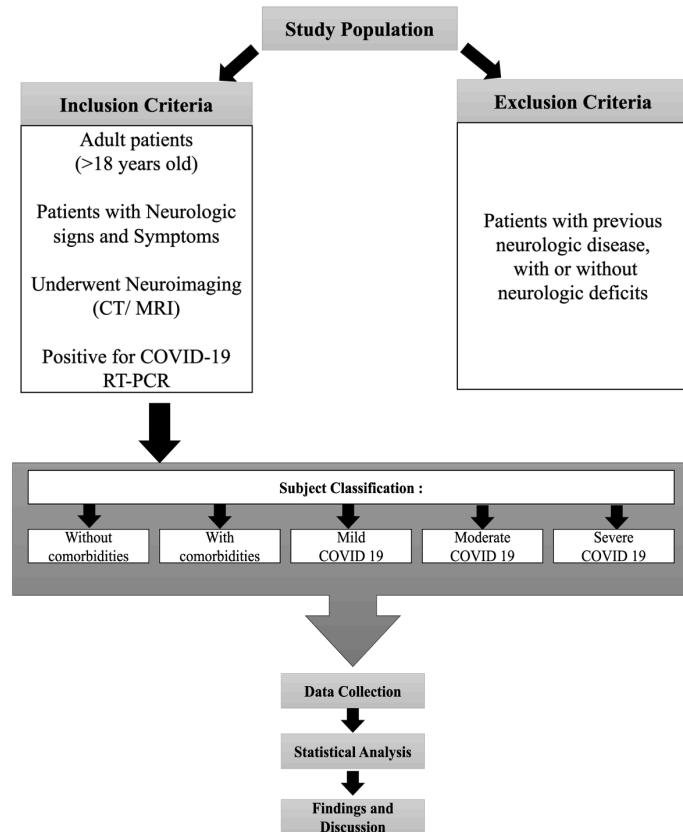 Study Population
Inclusion Criteria
Adult patients
(>18 years old)
Patients with Neurologic
signs and Symptoms
Underwent Neuroimaging
(CT/ MRI)
Positive for COVID-19
RT-PCR
Exclusion Criteria
Patients with previous
neurologic disease,
with or without
neurologic deficits
Subject Classification :
Without
comorbidities
With
comorbidities
Mild
COVID 19
Moderate
COVID 19
Severe
COVID 19
Data Collection
Statistical Analysis
Findings and
Discussion